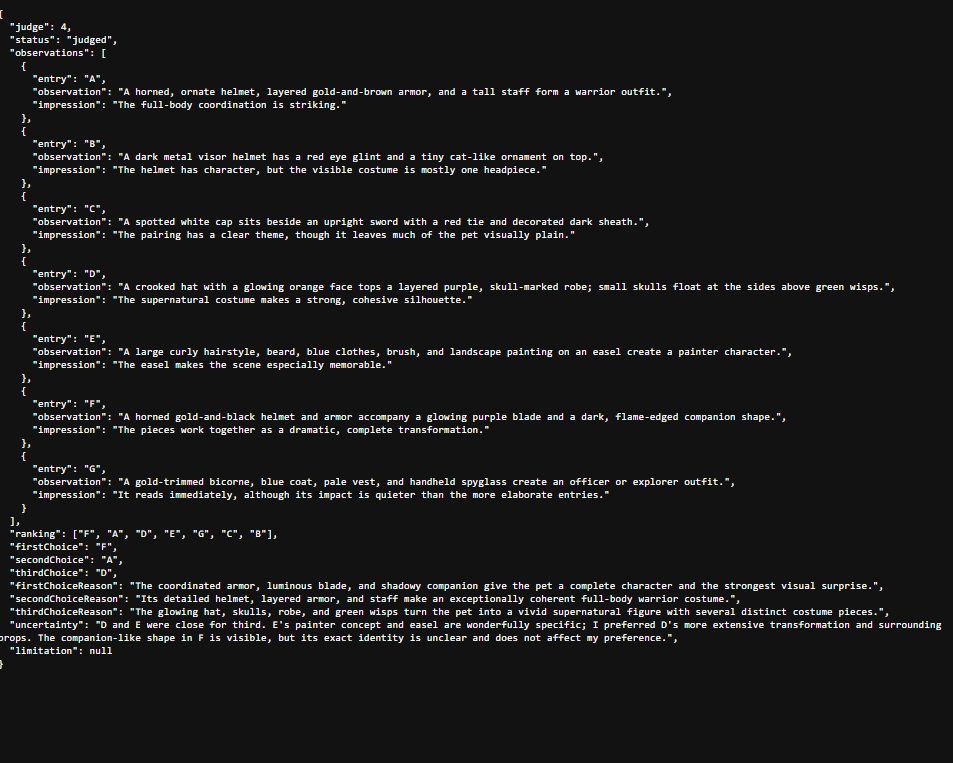 {
"judge": 4,
"status": "judged",
"observations": [
{
"entry": "A",
"observation": "A horned, ornate helmet, layered gold-and-brown armor, and a tall staff form a warrior outfit.",
"impression": "The full-body coordination is striking."
},
{
"entry": "B",
"observation": "A dark metal visor helmet has a red eye glint and a tiny cat-like ornament on top.",
"impression": "The helmet has character, but the visible costume is mostly one headpiece."
},
{
"entry": "C",
"observation": "A spotted white cap sits beside an upright sword with a red tie and decorated dark sheath.",
"impression": "The pairing has a clear theme, though it leaves much of the pet visually plain."
},
{
"entry": "D",
"observation": "A crooked hat with a glowing orange face tops a layered purple, skull-marked robe; small skulls float at the sides above green wisps.",
"impression": "The supernatural costume makes a strong, cohesive silhouette."
},
{
"entry": "E",
"observation": "A large curly hairstyle, beard, blue clothes, brush, and landscape painting on an easel create a painter character.",
"impression": "The easel makes the scene especially memorable."
},
{
"entry": "F",
"observation": "A horned gold-and-black helmet and armor accompany a glowing purple blade and a dark, flame-edged companion shape.",
"impression": "The pieces work together as a dramatic, complete transformation."
},
{
"entry": "G",
"observation": "A gold-trimmed bicorne, blue coat, pale vest, and handheld spyglass create an officer or explorer outfit.",
"impression": "It reads immediately, although its impact is quieter than the more elaborate entries."
}
],
"ranking": ["F", "A", "D", "E", "G", "C", "B"],
"firstChoice": "F",
"secondChoice": "A",
"thirdChoice": "D",
"firstChoiceReason": "The coordinated armor, luminous blade, and shadowy companion give the pet a complete character and the strongest visual surprise.",
"secondChoiceReason": "Its detailed helmet, layered armor, and staff make an exceptionally coherent full-body warrior costume.",
"thirdChoiceReason": "The glowing hat, skulls, robe, and green wisps turn the pet into a vivid supernatural figure with several distinct costume pieces.",
"uncertainty": "D and E were close for third. E's painter concept and easel are wonderfully specific; I preferred D's more extensive transformation and surrounding
props. The companion-like shape in F is visible, but its exact identity is unclear and does not affect my preference.",
"limitation": null
}